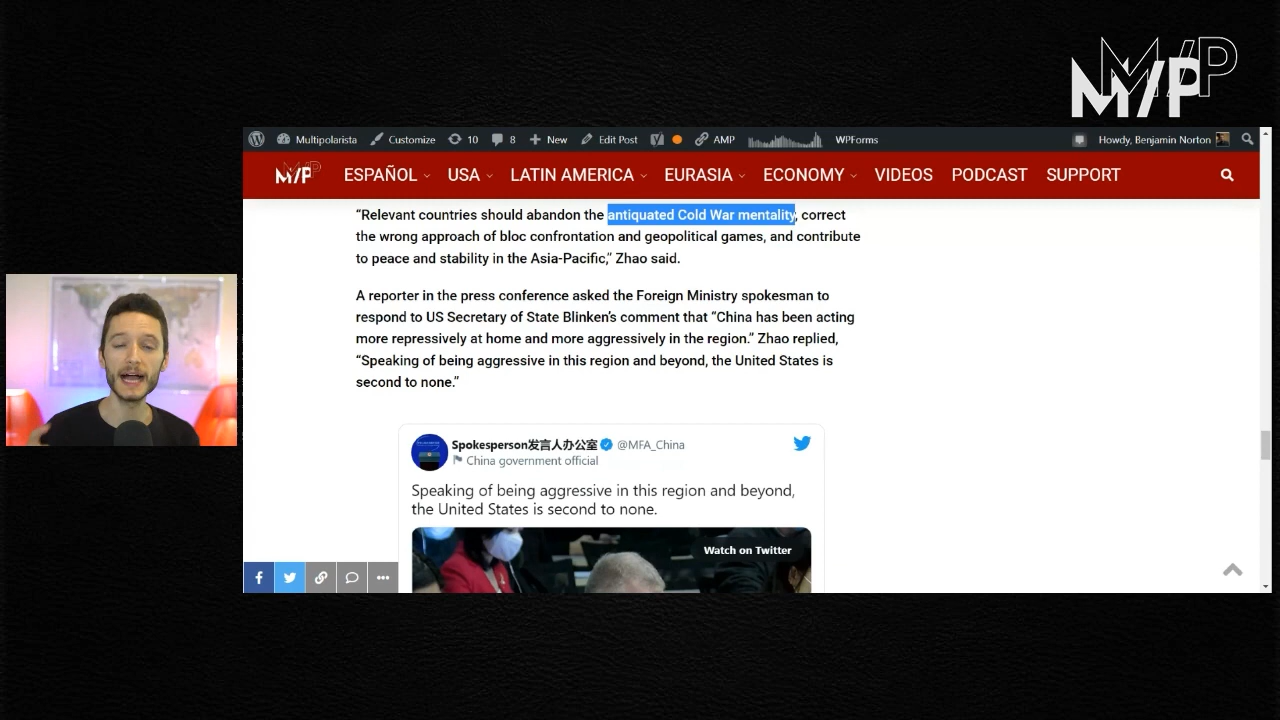 M/P
M/P
Multipolarista Customize 10 8 New Edit Post AMP WPForms Howdy, Benjamin Norton
M/P ESPAÑOL USA LATIN AMERICA EURASIA ECONOMY VIDEOS PODCAST SUPPORT
“Relevant countries should abandon the antiquated Cold War mentality, correct
the wrong approach of bloc confrontation and geopolitical games, and contribute
to peace and stability in the Asia-Pacific,” Zhao said.
A reporter in the press conference asked the Foreign Ministry spokesman to
respond to US Secretary of State Blinken’s comment that “China has been acting
more repressively at home and more aggressively in the region.” Zhao replied,
“Speaking of being aggressive in this region and beyond, the United States is
second to none.”
Spokesperson发言人办公室 @MFA_China
China government official
Speaking of being aggressive in this region and beyond,
the United States is second to none.
Watch on Twitter